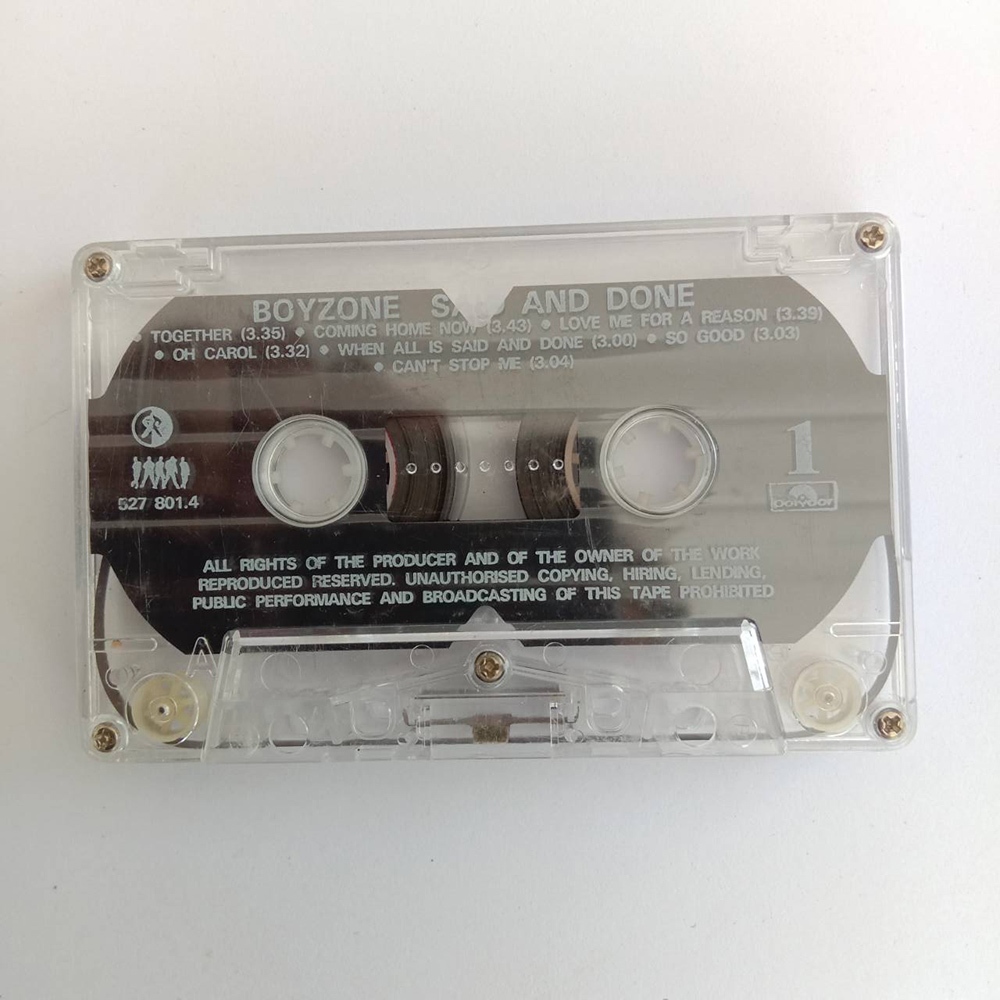 BOYZONE SAID AND DONE
• TOGETHER (3.35) • COMING HOME NOW (3.43) • LOVE ME FOR A REASON (3.39)
• OH CAROL (3.32) • WHEN ALL IS SAID AND DONE (3.00) • SO GOOD (3.03)
• CAN'T STOP ME (3.04)
1
527 801.4
Polydor
ALL RIGHTS OF THE PRODUCER AND OF THE OWNER OF THE WORK
REPRODUCED RESERVED. UNAUTHORISED COPYING, HIRING, LENDING,
PUBLIC PERFORMANCE AND BROADCASTING OF THIS TAPE PROHIBITED
A